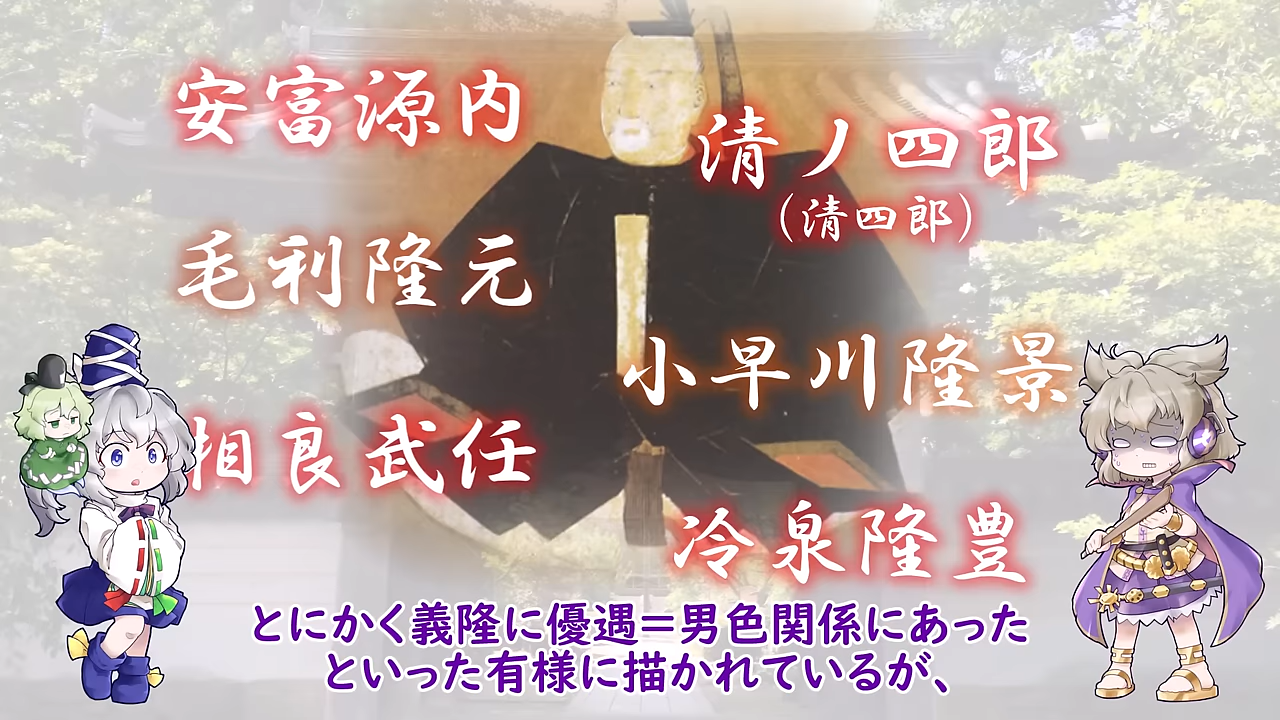 安富源内
清ノ四郎
(清四郎)
毛利隆元
小早川隆景
相良武任
冷泉隆豊
とにかく義隆に優遇=男色関係にあった
といった有様に描かれているが、